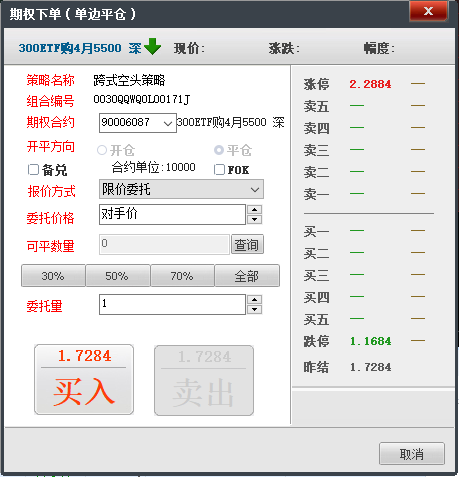 期权下单(单边平仓)
300ETF购4月5500 深 现价: 涨跌: 幅度:
策略名称 跨式空头策略
组合编号 0030QQWQOL00171J
期权合约 90006087 300ETF购4月5500 深
开平方向 开仓 平仓
备兑 合约单位:10000 FOK
报价方式 限价委托
委托价格 对手价
可平数量 0 查询
30% 50% 70% 全部
委托量 1
1.7284
买入
1.7284
卖出
涨停 2.2884 —
卖五 — —
卖四 — —
卖三 — —
卖二 — —
卖一 — —
买一 — —
买二 — —
买三 — —
买四 — —
买五 — —
跌停 1.1684 —
昨结 1.7284
取消